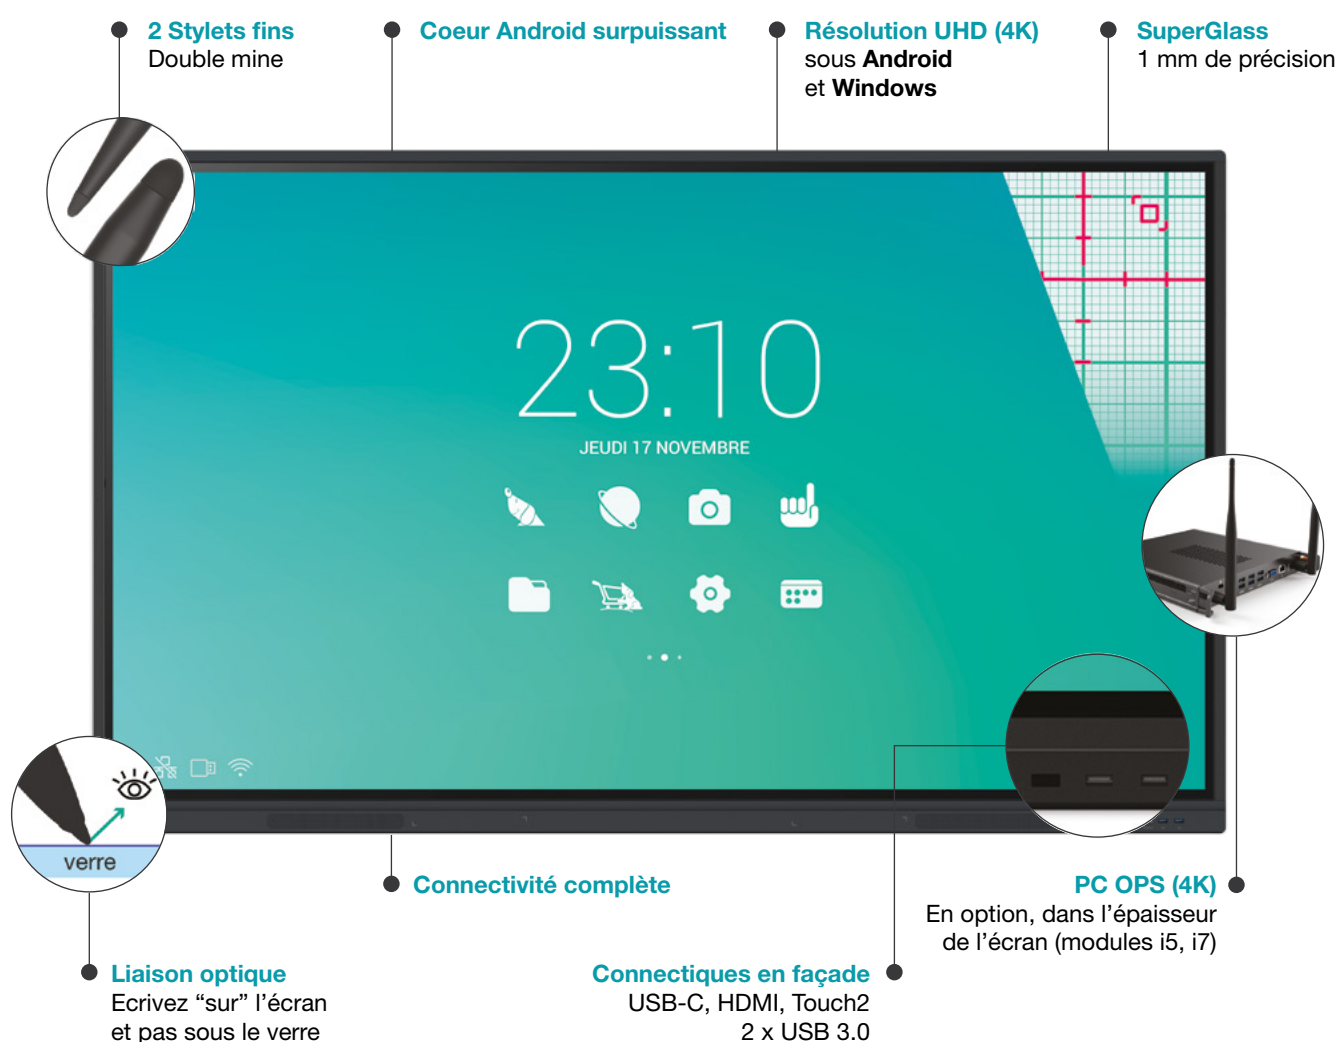 2 Stylets fins
Double mine
Coeur Android surpuissant
Résolution UHD (4K)
sous Android
et Windows
SuperGlass
1 mm de précision
23:10
JEUDI 17 NOVEMBRE
verre
Connectivité complète
PC OPS (4K)
En option, dans l’épaisseur
de l’écran (modules i5, i7)
Liaison optique
Ecrivez “sur” l’écran
et pas sous le verre
Connectiques en façade
USB-C, HDMI, Touch2
2 x USB 3.0